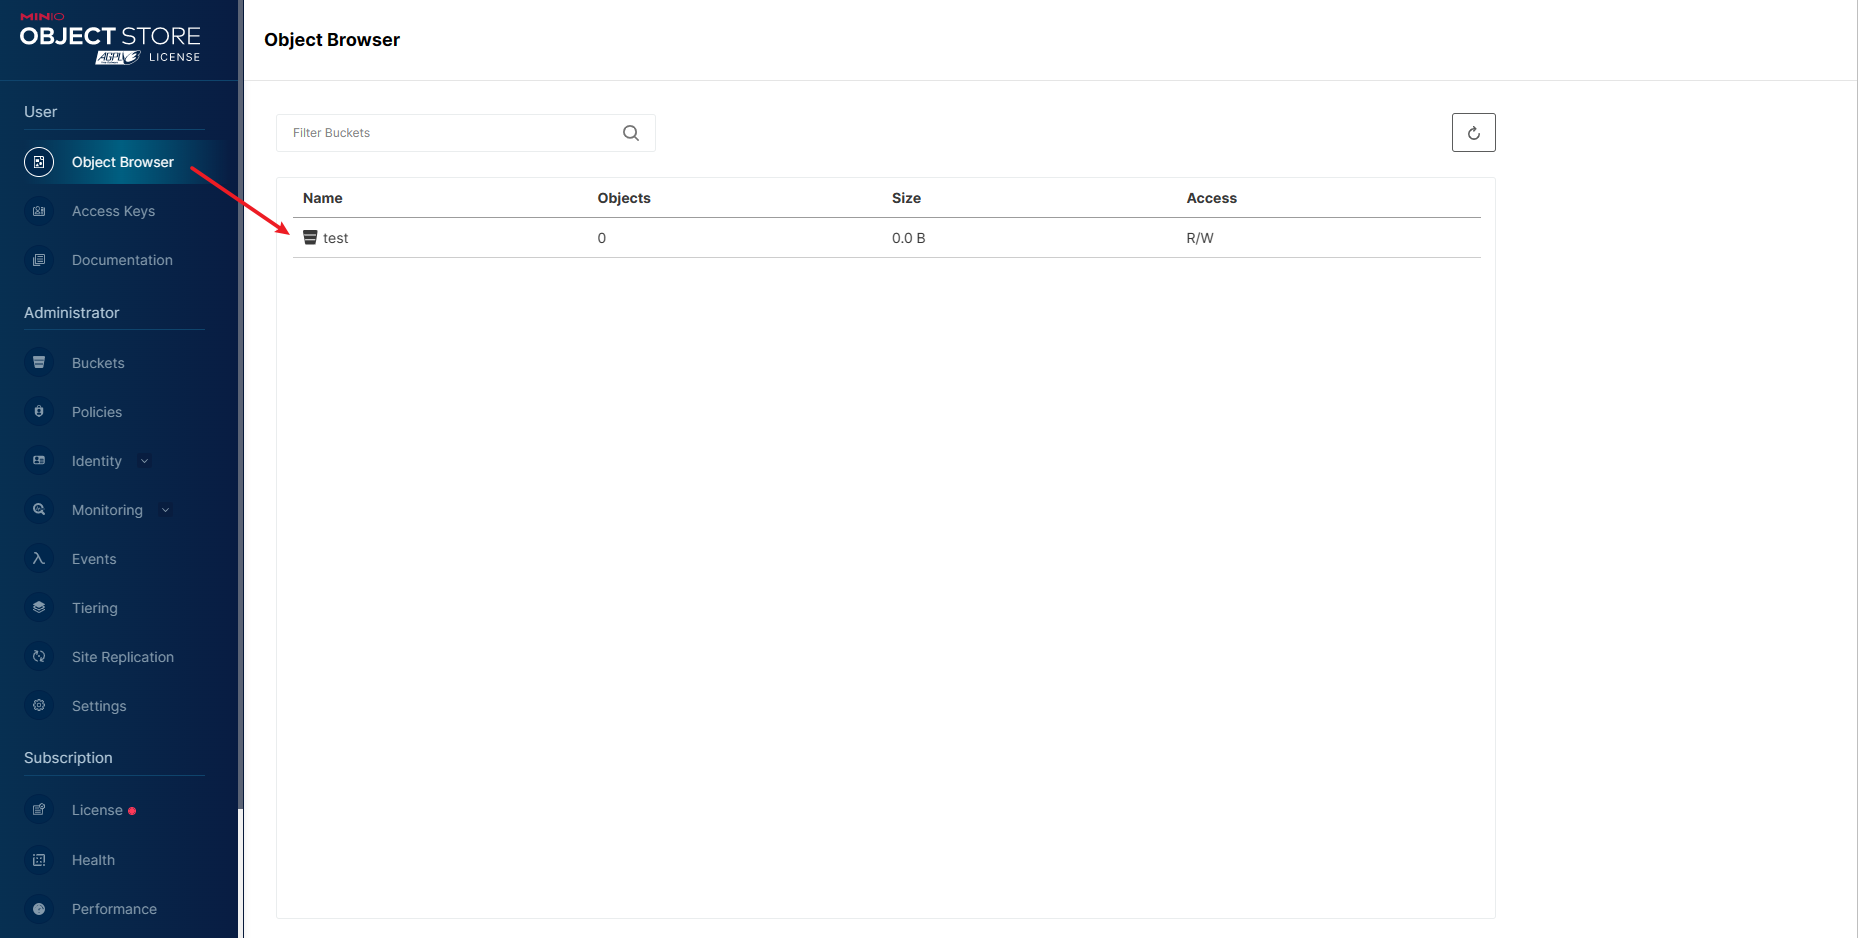 MINIO
OBJECT STORE
AGPLv3 LICENSE
User
Object Browser
Access Keys
Documentation
Administrator
Buckets
Policies
Identity
Monitoring
Events
Tiering
Site Replication
Settings
Subscription
License
Health
Performance
Object Browser
Filter Buckets
Name Objects Size Access
test 0 0.0 B R/W